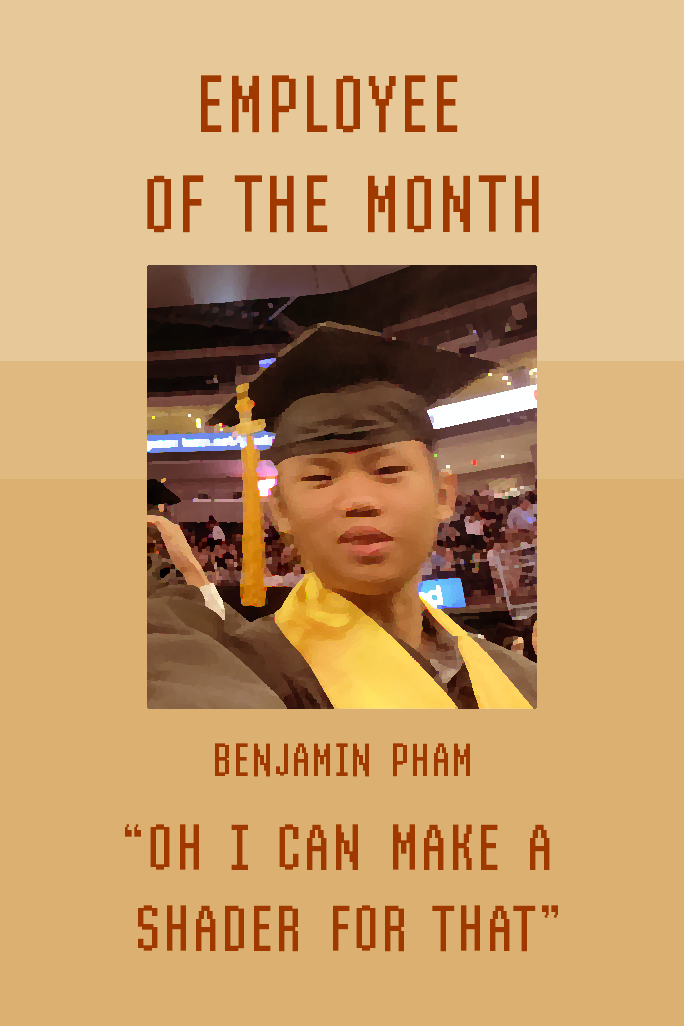 EMPLOYEE
OF THE MONTH
BENJAMIN PHAM
“OH I CAN MAKE A
SHADER FOR THAT”